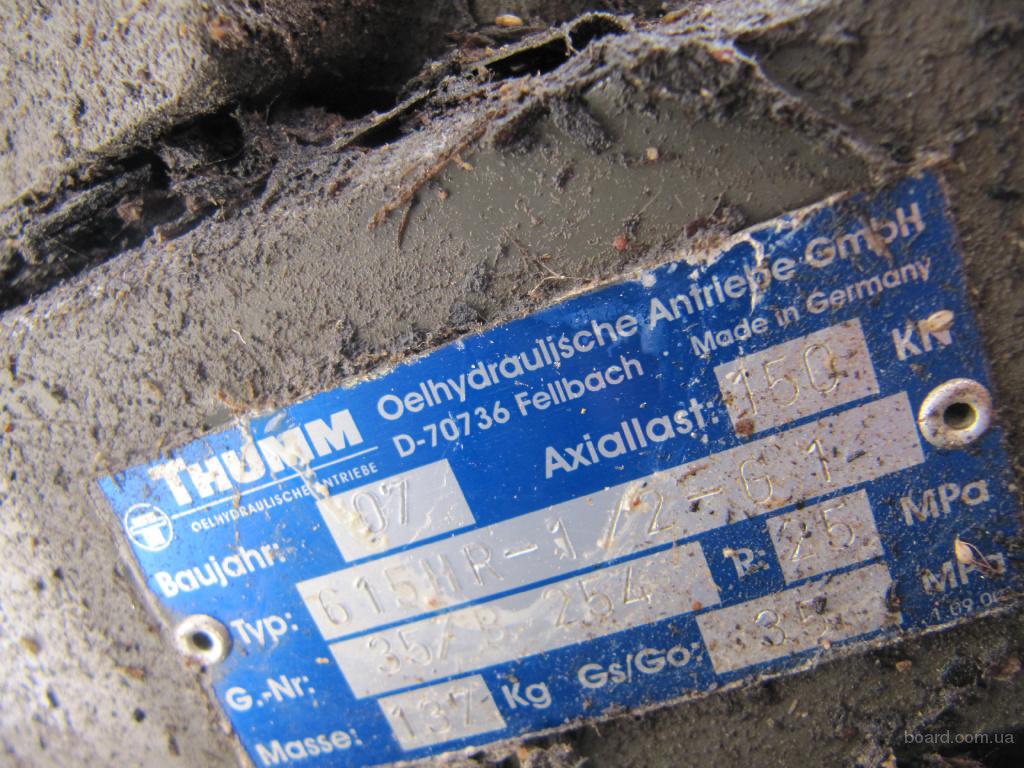 THUMM
OELHYDRAULISCHE ANTRIEBE
Oelhydraulische Antriebe GmbH
D-70736 Fellbach
Made in Germany
Baujahr: 07
Axiallast: 150 KN
Typ: 615HR-1/2-G1-
G.-Nr: 35/B-254
R: 25 MPa
Masse: 137 Kg
Gs/Go: 35 MPa
board.com.ua